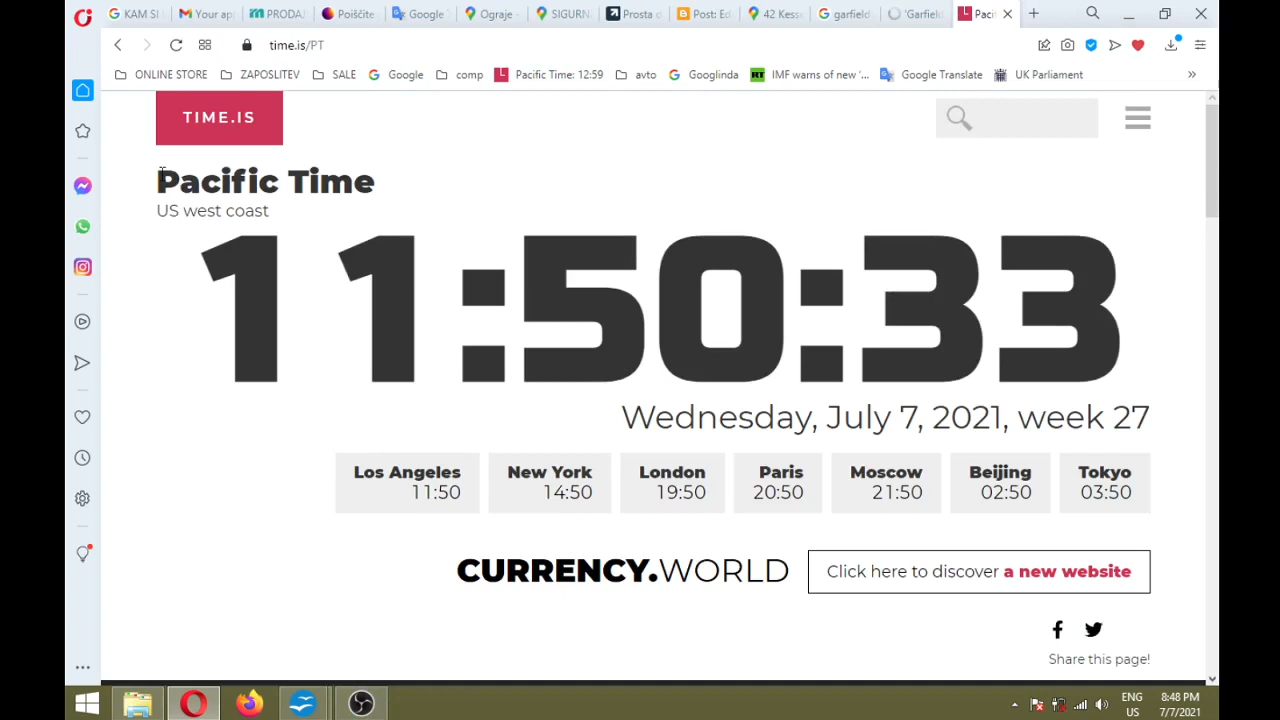 KAM SI
Your ap
PRODA
Poiščite
Google
Ograje -
SIGURN
Prosta d
Post: Ed
42 Kess
garfield
'Garfield
Paci
time.is/PT
ONLINE STORE
ZAPOSLITEV
SALE
Google
comp
Pacific Time: 12:59
avto
Googlinda
RT
IMF warns of new '...
Google Translate
UK Parliament
»
TIME.IS
Pacific Time
US west coast
11:50:33
Wednesday, July 7, 2021, week 27
Los Angeles
11:50
New York
14:50
London
19:50
Paris
20:50
Moscow
21:50
Beijing
02:50
Tokyo
03:50
CURRENCY.WORLD
Click here to discover a new website
Share this page!
ENG
US
8:48 PM
7/7/2021